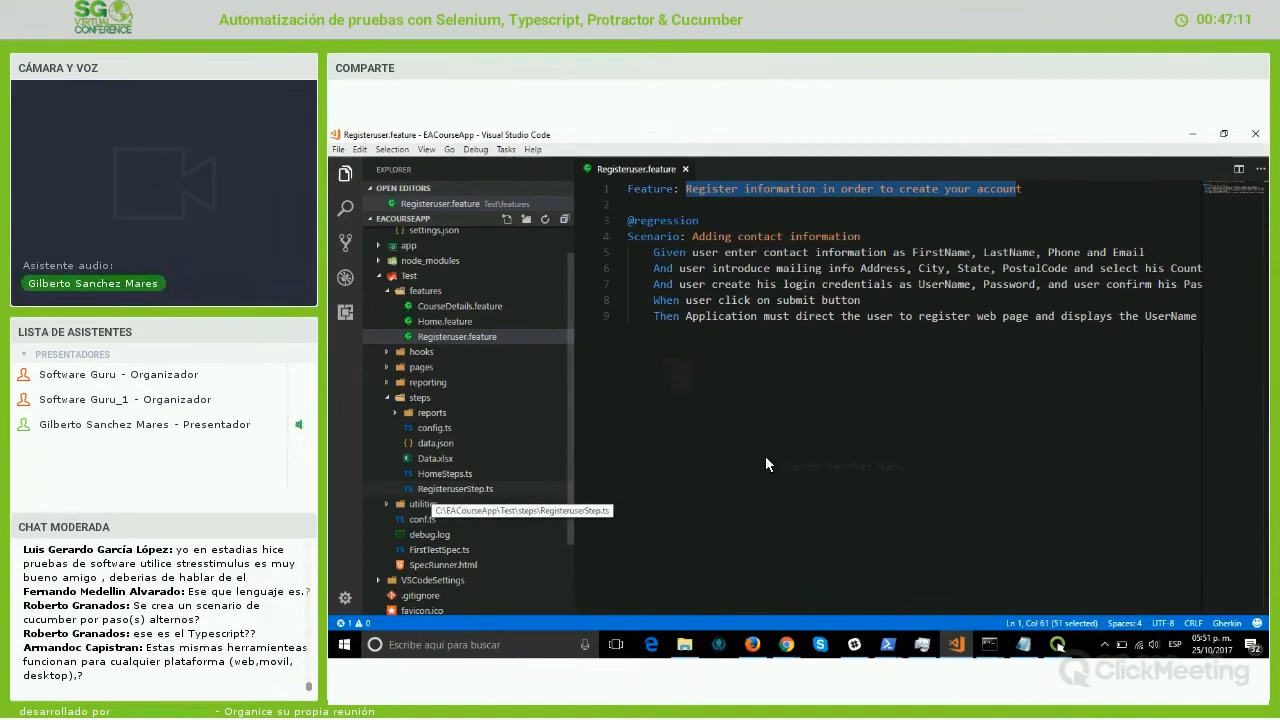 SG
VIRTUAL
CONFERENCE
Automatización de pruebas con Selenium, Typescript, Protractor & Cucumber
00:47:11
CÁMARA Y VOZ
Asistente audio:
Gilberto Sanchez Mares
LISTA DE ASISTENTES
PRESENTADORES
Software Guru - Organizador
Software Guru_1 - Organizador
Gilberto Sanchez Mares - Presentador
CHAT MODERADA
Luis Gerardo García López: yo en estadias hice
pruebas de software utilice stresstimulus es muy
bueno amigo , deberias de hablar de el
Fernando Medellin Alvarado: Ese que lenguaje es.?
Roberto Granados: Se crea un scenario de
cucumber por paso(s) alternos?
Roberto Granados: ese es el Typescript??
Armandoc Capistran: Estas mismas herramienas
funcionan para cualquier plataforma (web,movil,
desktop),?
desarrollado por - Organice su propia reunión
COMPARTE
Registeruser.feature - EACourseApp - Visual Studio Code
File Edit Selection View Go Debug Tasks Help
EXPLORER
OPEN EDITORS
Registeruser.feature Test\features
EACOURSEAPP
settings.json
app
node_modules
Test
features
CourseDetails.feature
Home.feature
Registeruser.feature
hooks
pages
reporting
steps
reports
config.ts
data.json
Data.xlsx
HomeSteps.ts
RegisteruserStep.ts
utilities
C:\EACourseApp\Test\steps\RegisteruserStep.ts
conf.ts
debug.log
FirstTestSpec.ts
SpecRunner.html
VSCodeSettings
.gitignore
favicon.ico
Registeruser.feature
1 Feature: Register information in order to create your account
2
3 @regression
4 Scenario: Adding contact information
5 Given user enter contact information as FirstName, LastName, Phone and Email
6 And user introduce mailing info Address, City, State, PostalCode and select his Count
7 And user create his login credentials as UserName, Password, and user confirm his Pas
8 When user click on submit button
9 Then Application must direct the user to register web page and displays the UserName
1 0
Ln 1, Col 61 (51 selected) Spaces: 4 UTF-8 CRLF Gherkin
Escribe aquí para buscar
ESP
05:51 p. m.
25/10/2017
32
ClickMeeting